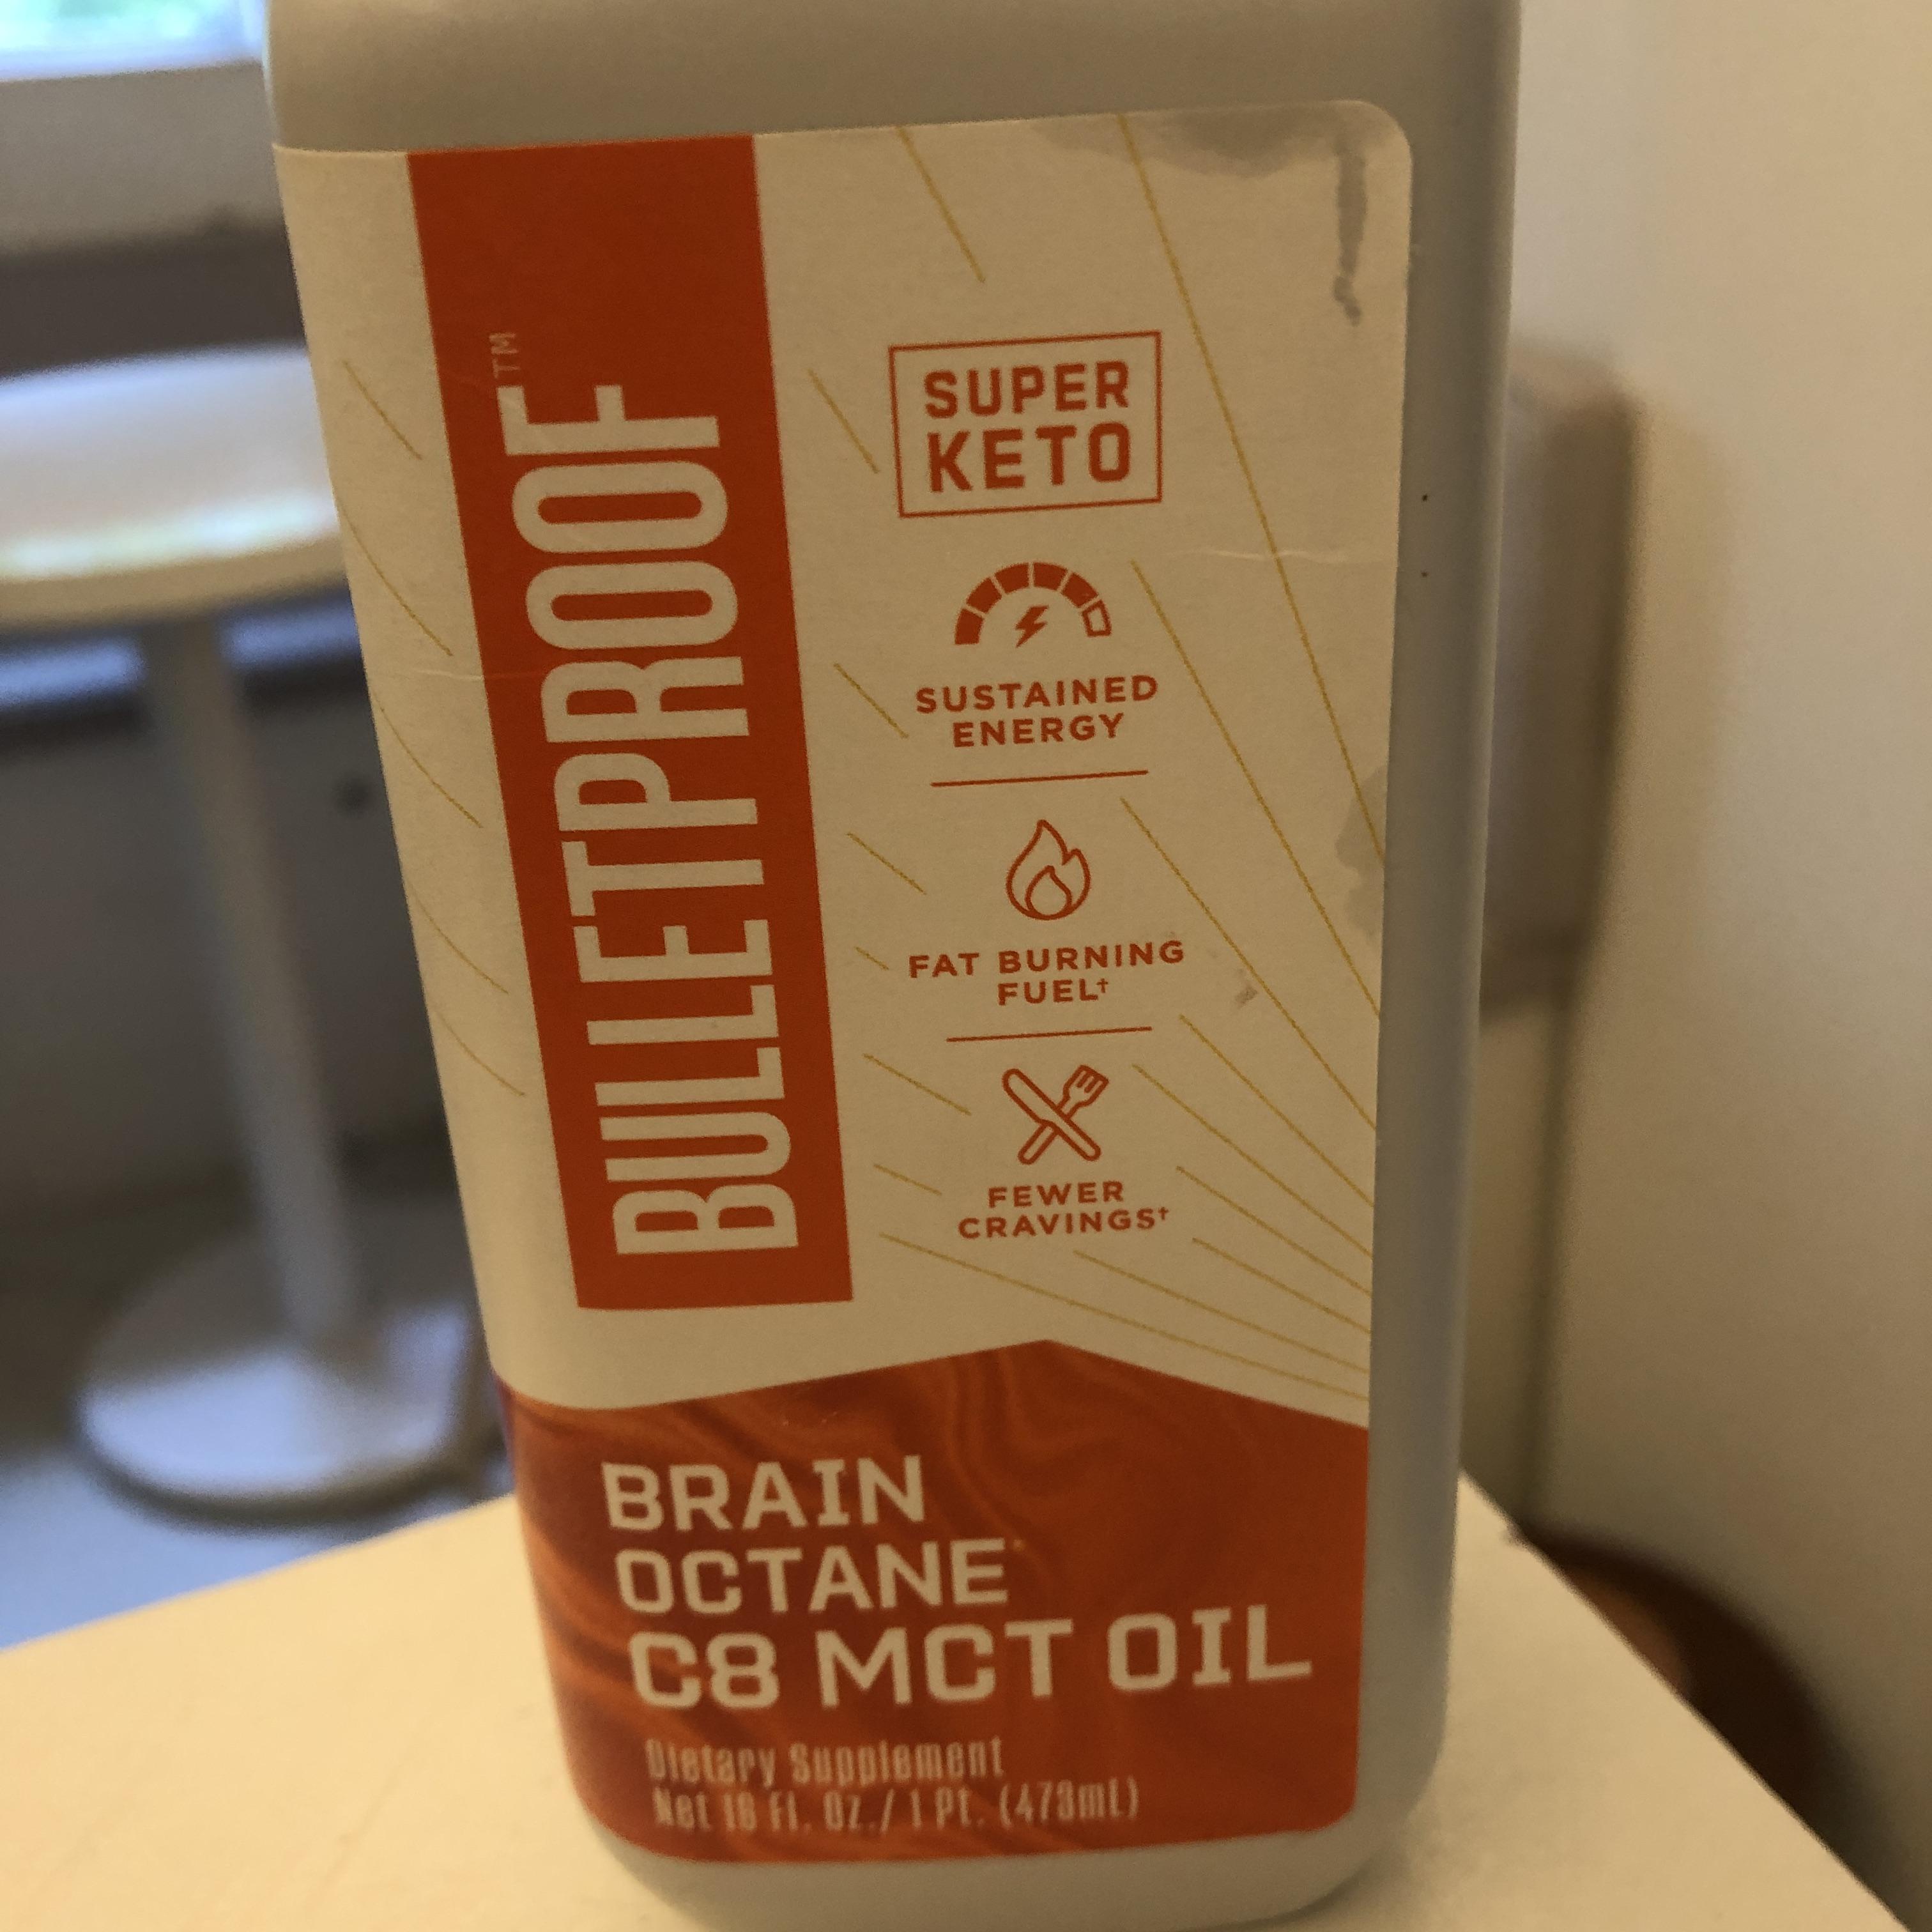 BULLETPROOF™
SUPER
KETO
SUSTAINED
ENERGY
FAT BURNING
FUEL†
FEWER
CRAVINGS†
BRAIN
OCTANE
C8 MCT OIL
Dietary Supplement
Net 16 Fl. Oz./ 1 Pt. (473mL)